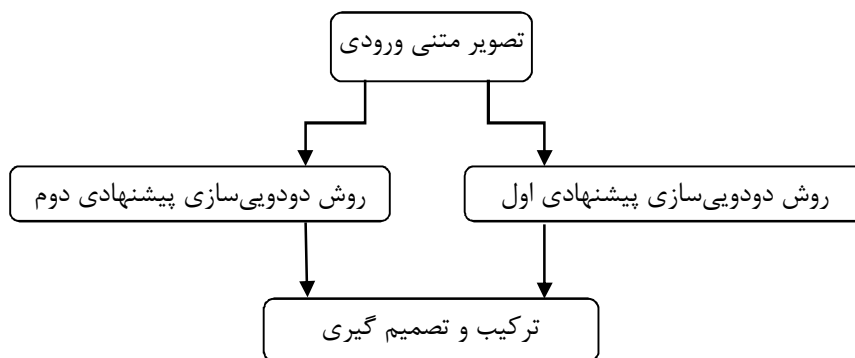 تصویر متنی ورودی
روش دودویی‌سازی پیشنهادی اول
روش دودویی‌سازی پیشنهادی دوم
ترکیب و تصمیم گیری